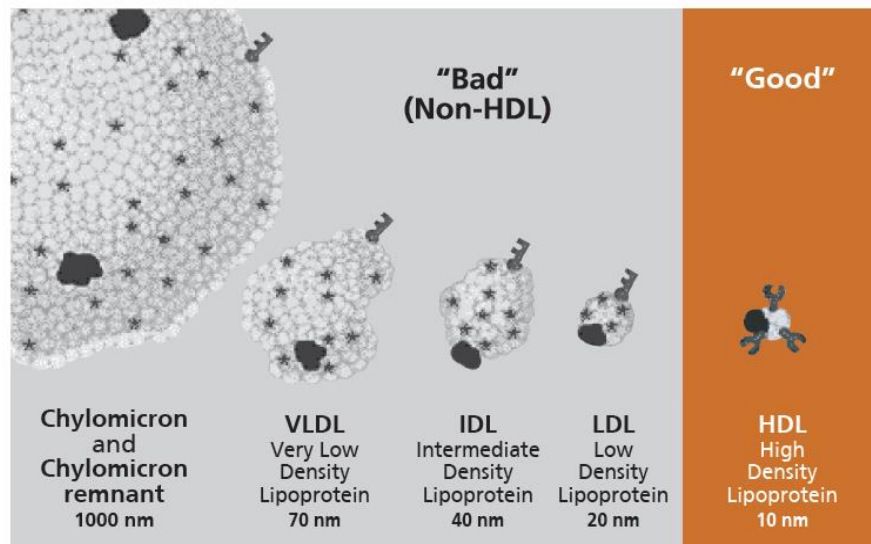 “Bad”
(Non-HDL)
“Good”
Chylomicron
and
Chylomicron
remnant
1000 nm
VLDL
Very Low
Density
Lipoprotein
70 nm
IDL
Intermediate
Density
Lipoprotein
40 nm
LDL
Low
Density
Lipoprotein
20 nm
HDL
High
Density
Lipoprotein
10 nm